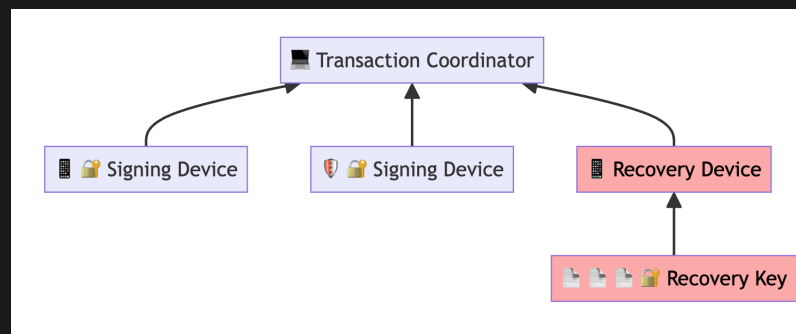 Transaction Coordinator
Signing Device
Signing Device
Recovery Device
Recovery Key